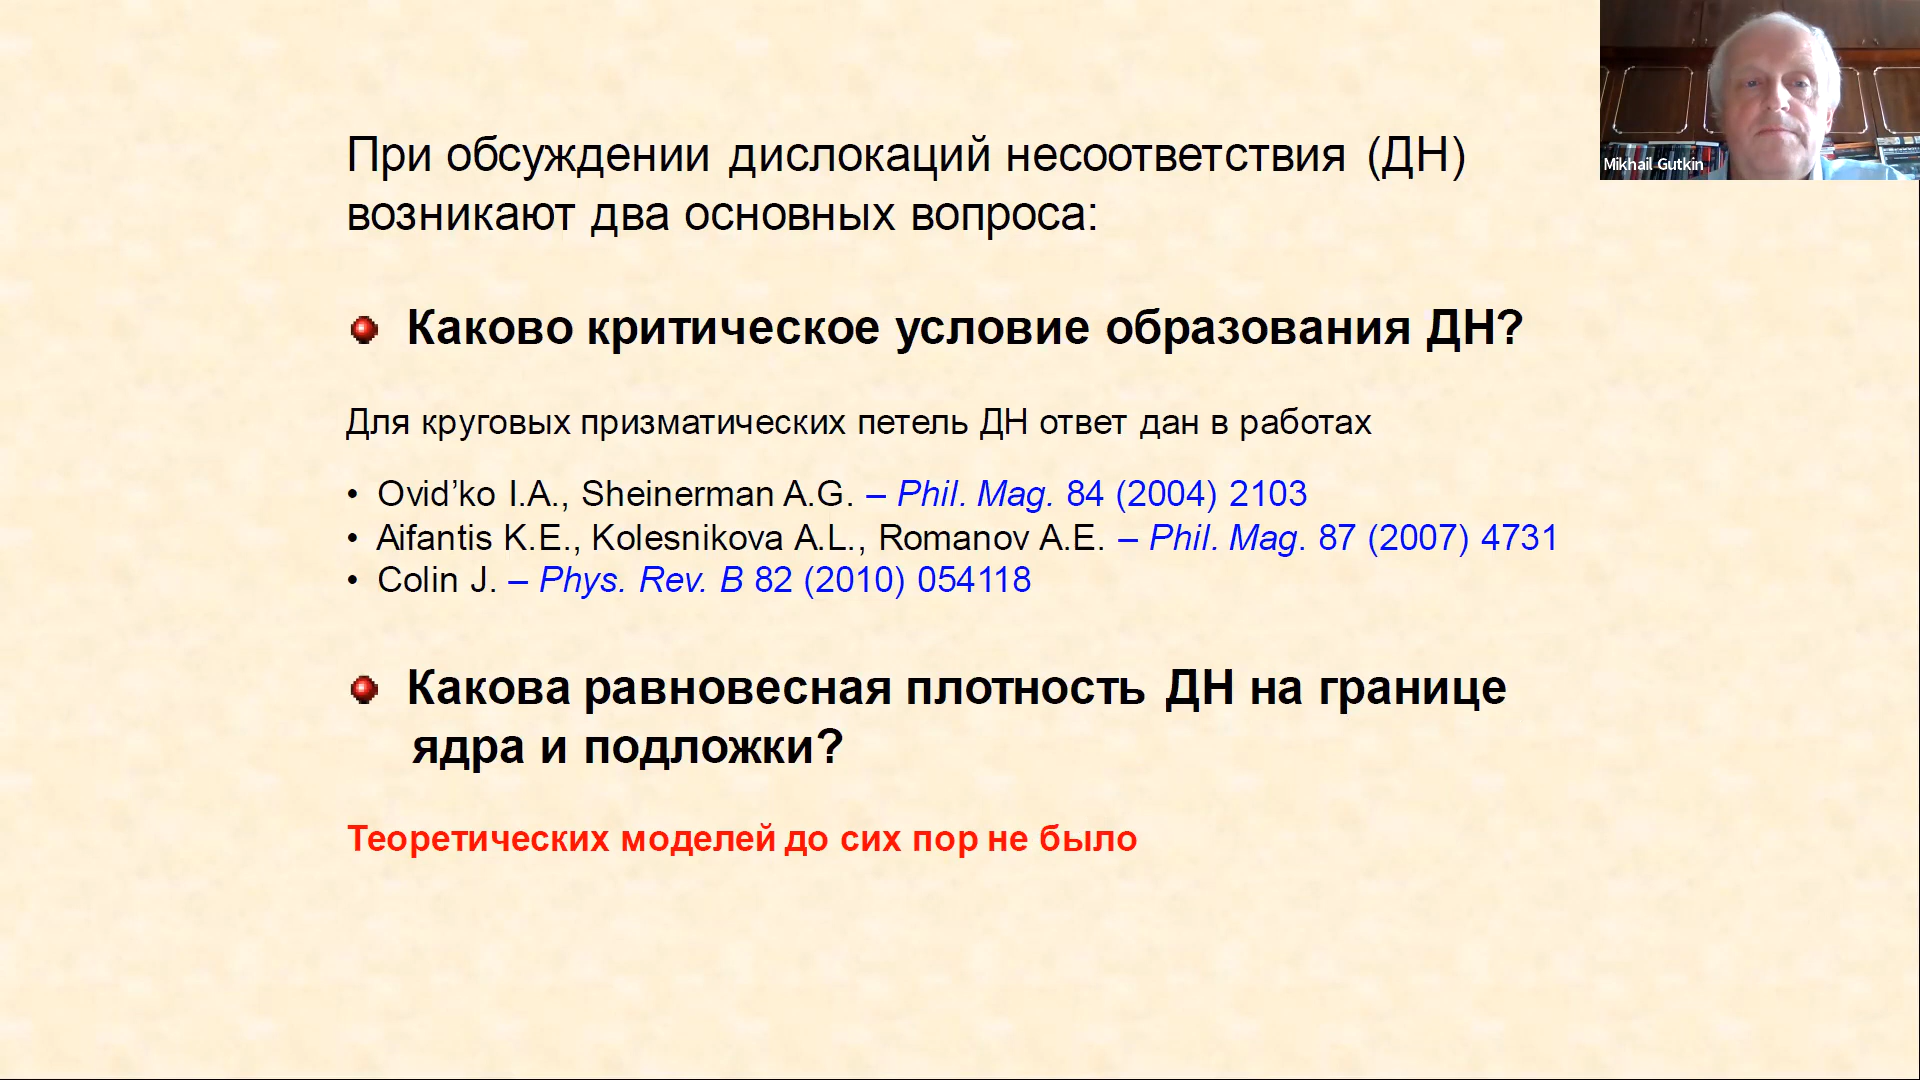 При обсуждении дислокаций несоответствия (ДН)
возникают два основных вопроса:
Каково критическое условие образования ДН?
Для круговых призматических петель ДН ответ дан в работах
• Ovid’ko I.A., Sheinerman A.G. – Phil. Mag. 84 (2004) 2103
• Aifantis K.E., Kolesnikova A.L., Romanov A.E. – Phil. Mag. 87 (2007) 4731
• Colin J. – Phys. Rev. B 82 (2010) 054118
Какова равновесная плотность ДН на границе
ядра и подложки?
Теоретических моделей до сих пор не было
Mikhail Gutkin